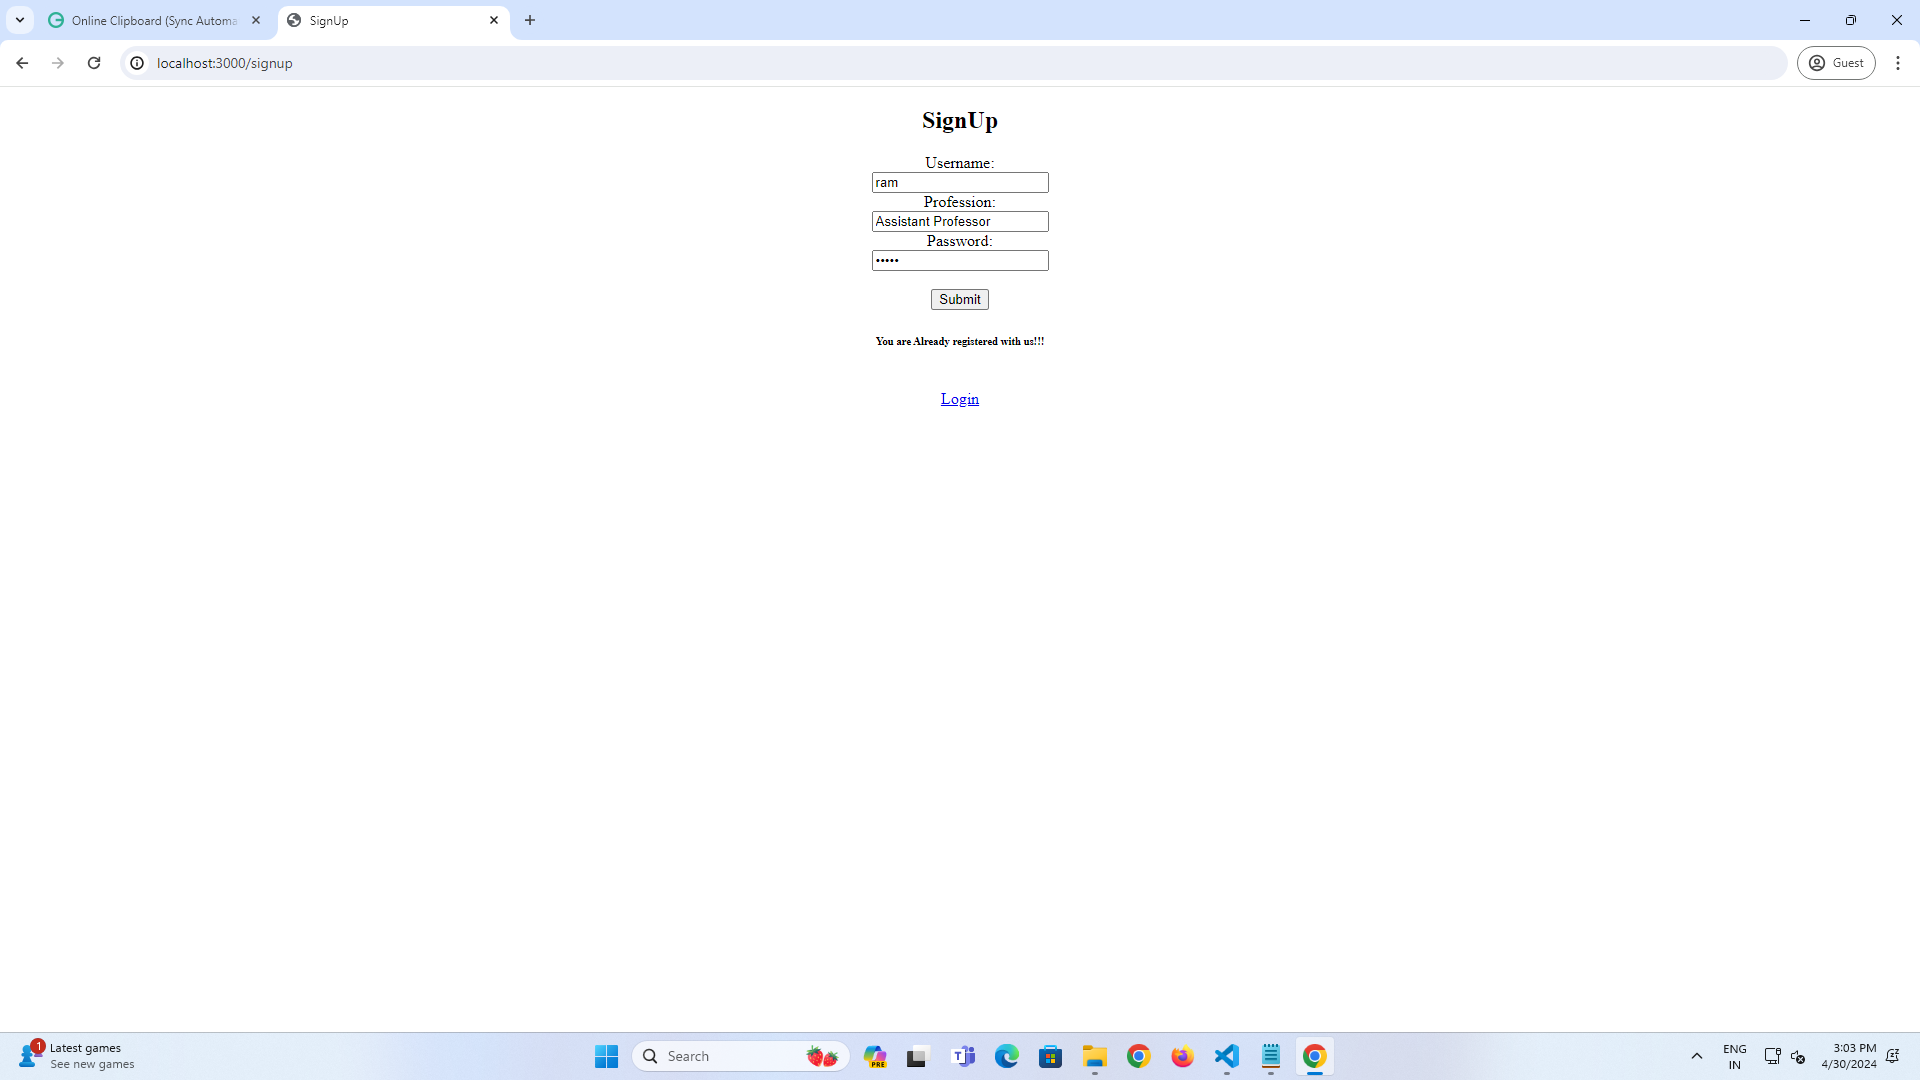 Online Clipboard (Sync Automa
SignUp
localhost:3000/signup
Guest
SignUp
Username:
ram
Profession:
Assistant Professor
Password:
•••••
Submit
You are Already registered with us!!!
Login
1
Latest games
See new games
Search
PRE
T
ENG
IN
3:03 PM
4/30/2024